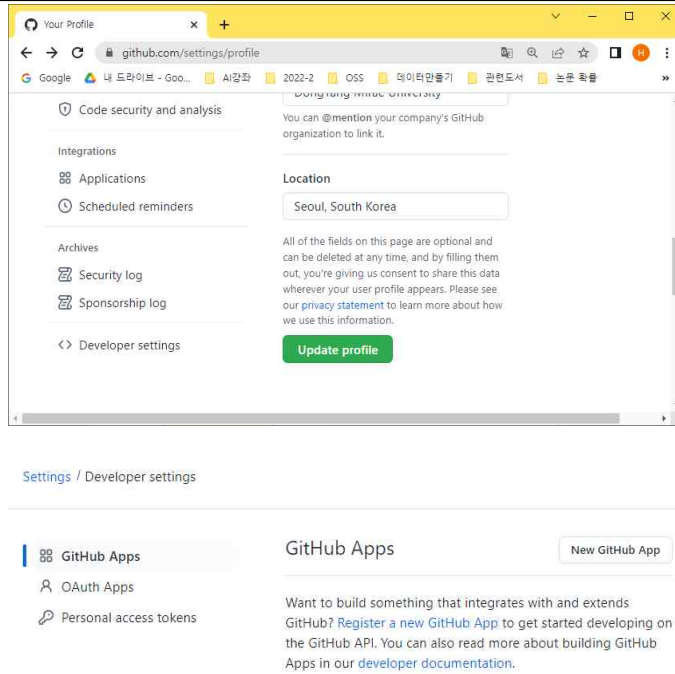 Your Profile
github.com/settings/profile
Google 내 드라이브 - Goo... AI강좌 2022-2 OSS 데이터만들기 관련도서 논문 확률 »
DongYang Mirae University
Code security and analysis
You can @mention your company's GitHub
organization to link it.
Integrations
Applications
Location
Scheduled reminders
Seoul, South Korea
Archives
All of the fields on this page are optional and
can be deleted at any time, and by filling them
Security log
out, you're giving us consent to share this data
wherever your user profile appears. Please see
Sponsorship log
our privacy statement to learn more about how
we use this information.
Developer settings
Update profile
Settings / Developer settings
GitHub Apps
GitHub Apps
New GitHub App
OAuth Apps
Personal access tokens
Want to build something that integrates with and extends
GitHub? Register a new GitHub App to get started developing on
the GitHub API. You can also read more about building GitHub
Apps in our developer documentation.